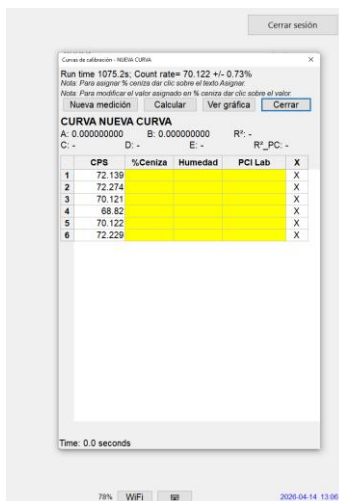 Cerrar sesión
Curvas de calibración - NUEVA CURVA
Run time 1075.2s; Count rate= 70.122 +/- 0.73%
Nota: Para asignar % ceniza dar clic sobre el texto Asignar.
Nota: Para modificar el valor asignado en % ceniza dar clic sobre el valor.
Nueva medición Calcular Ver gráfica Cerrar
CURVA NUEVA CURVA
A: 0.000000000 B: 0.000000000 R²: -
C: - D: - E: - R²_PC: -
CPS %Ceniza Humedad PCI Lab X
1 72.139 X
2 72.274 X
3 70.121 X
4 68.82 X
5 70.122 X
6 72.229 X
Time: 0.0 seconds
78% WiFi 2026-04-14 13:06